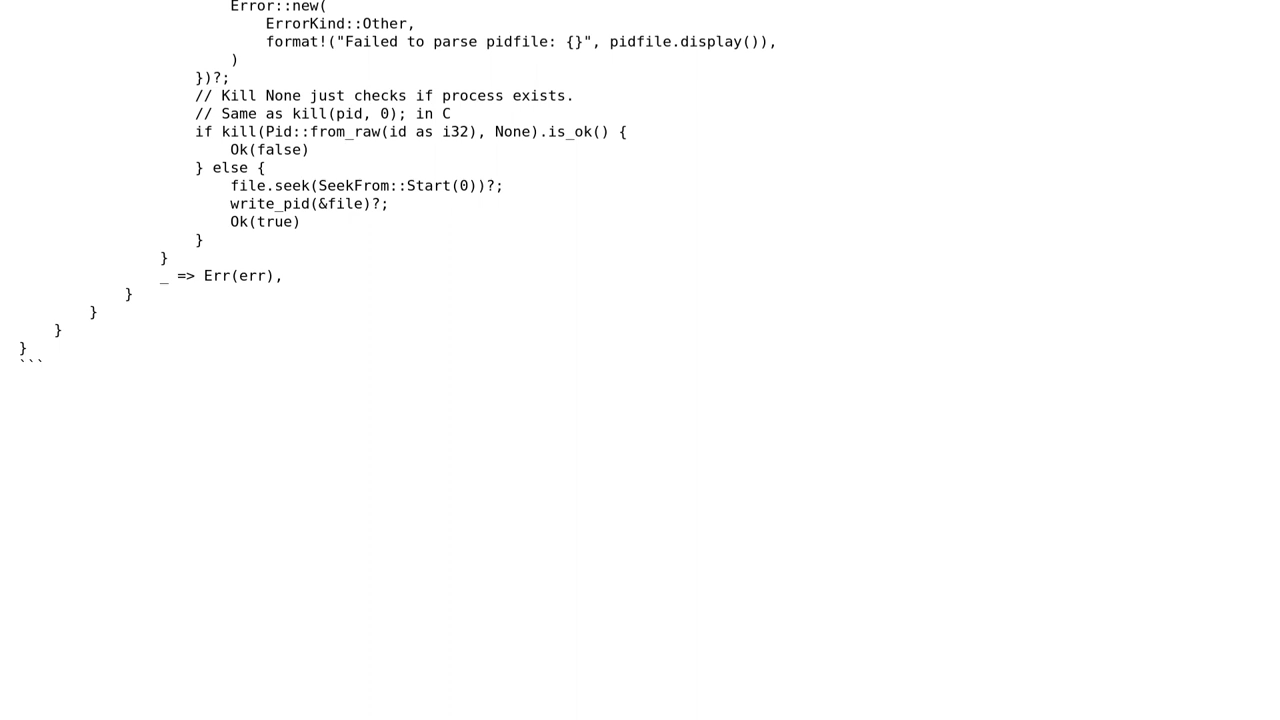 Error::new(
ErrorKind::Other,
format!("Failed to parse pidfile: {}", pidfile.display()),
)
})?;
// Kill None just checks if process exists.
// Same as kill(pid, 0); in C
if kill(Pid::from_raw(id as i32), None).is_ok() {
Ok(false)
} else {
file.seek(SeekFrom::Start(0))?;
write_pid(&file)?;
Ok(true)
}
}
_ => Err(err),
}
}
}
}
```